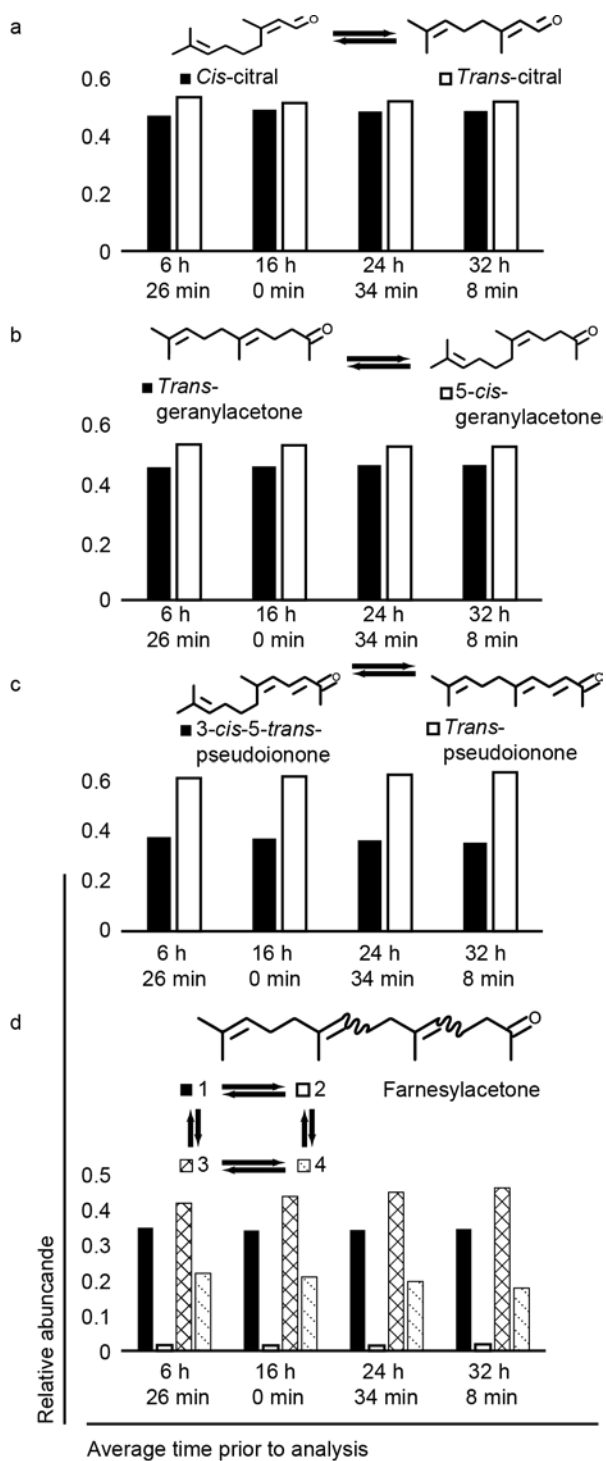 a
O
O
Cis-citral
Trans-citral
0.6
0.4
0.2
0
6 h 16 h 24 h 32 h
26 min 0 min 34 min 8 min
b
O
O
Trans-
geranylacetone
5-cis-
geranylacetone
0.6
0.4
0.2
0
6 h 16 h 24 h 32 h
26 min 0 min 34 min 8 min
c
O
O
3-cis-5-trans-
pseudoionone
Trans-
pseudoionone
0.6
0.4
0.2
0
6 h 16 h 24 h 32 h
26 min 0 min 34 min 8 min
d
O
1 2 Farnesylacetone
3 4
0.5
0.4
0.3
0.2
0.1
0
6 h 16 h 24 h 32 h
26 min 0 min 34 min 8 min
Relative abuncande
Average time prior to analysis